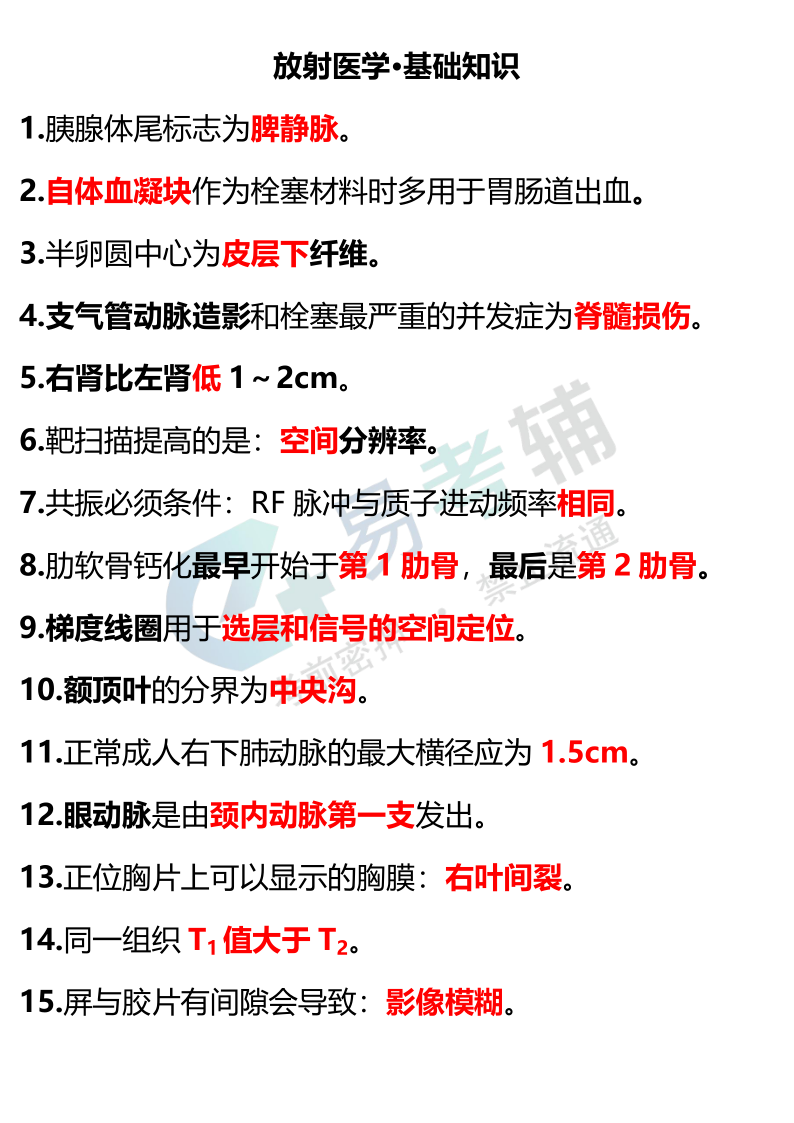 放射医学·基础知识
1.胰腺体尾标志为脾静脉。
2.自体血凝块作为栓塞材料时多用于胃肠道出血。
3.半卵圆中心为皮层下纤维。
4.支气管动脉造影和栓塞最严重的并发症为脊髓损伤。
5.右肾比左肾低 1～2cm。
6.靶扫描提高的是：空间分辨率。
7.共振必须条件：RF 脉冲与质子进动频率相同。
8.肋软骨钙化最早开始于第 1 肋骨，最后是第 2 肋骨。
9.梯度线圈用于选层和信号的空间定位。
10.额顶叶的分界为中央沟。
11.正常成人右下肺动脉的最大横径应为 1.5cm。
12.眼动脉是由颈内动脉第一支发出。
13.正位胸片上可以显示的胸膜：右叶间裂。
14.同一组织 T₁ 值大于 T₂。
15.屏与胶片有间隙会导致：影像模糊。
易考辅
考前密押 · 禁止流通